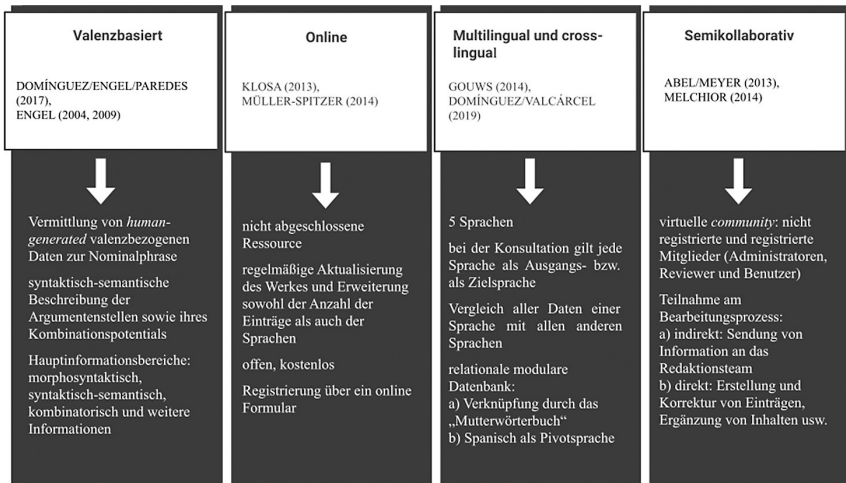 Valenzbasiert
DOMÍNGUEZ/ENGEL/PAREDES
(2017),
ENGEL (2004, 2009)
Vermittlung von human-
generated valenzbezogenen
Daten zur Nominalphrase
syntaktisch-semantische
Beschreibung der
Argumentenstellen sowie ihres
Kombinationspotentials
Hauptinformationsbereiche:
morphosyntaktisch,
syntaktisch-semantisch,
kombinatorisch und weitere
Informationen
Online
KLOSA (2013)
MÜLLER-SPITZER (2014)
nicht abgeschlossene
Ressource
regelmäßige Aktualisierung
des Werkes und Erweiterung
sowohl der Anzahl der
Einträge als auch der
Sprachen
offen, kostenlos
Registrierung über ein online
Formular
Multilingual und cross-
lingual
GOUWS (2014),
DOMÍNGUEZ/VALCÁRCEL
(2019)
5 Sprachen
bei der Konsultation gilt jede
Sprache als Ausgangs- bzw.
als Zielsprache
Vergleich aller Daten einer
Sprache mit allen anderen
Sprachen
relationale modulare
Datenbank:
a) Verknüpfung durch das
„Mutterwörterbuch“
b) Spanisch als Pivotsprache
Semikollaborativ
ABEL/MEYER (2013),
MELCHIOR (2014)
virtuelle community: nicht
registrierte und registrierte
Mitglieder (Administratoren,
Reviewer und Benutzer)
Teilnahme am
Bearbeitungsprozess:
a) indirekt: Sendung von
Information an das
Redaktionsteam
b) direkt: Erstellung und
Korrektur von Einträgen,
Ergänzung von Inhalten usw.